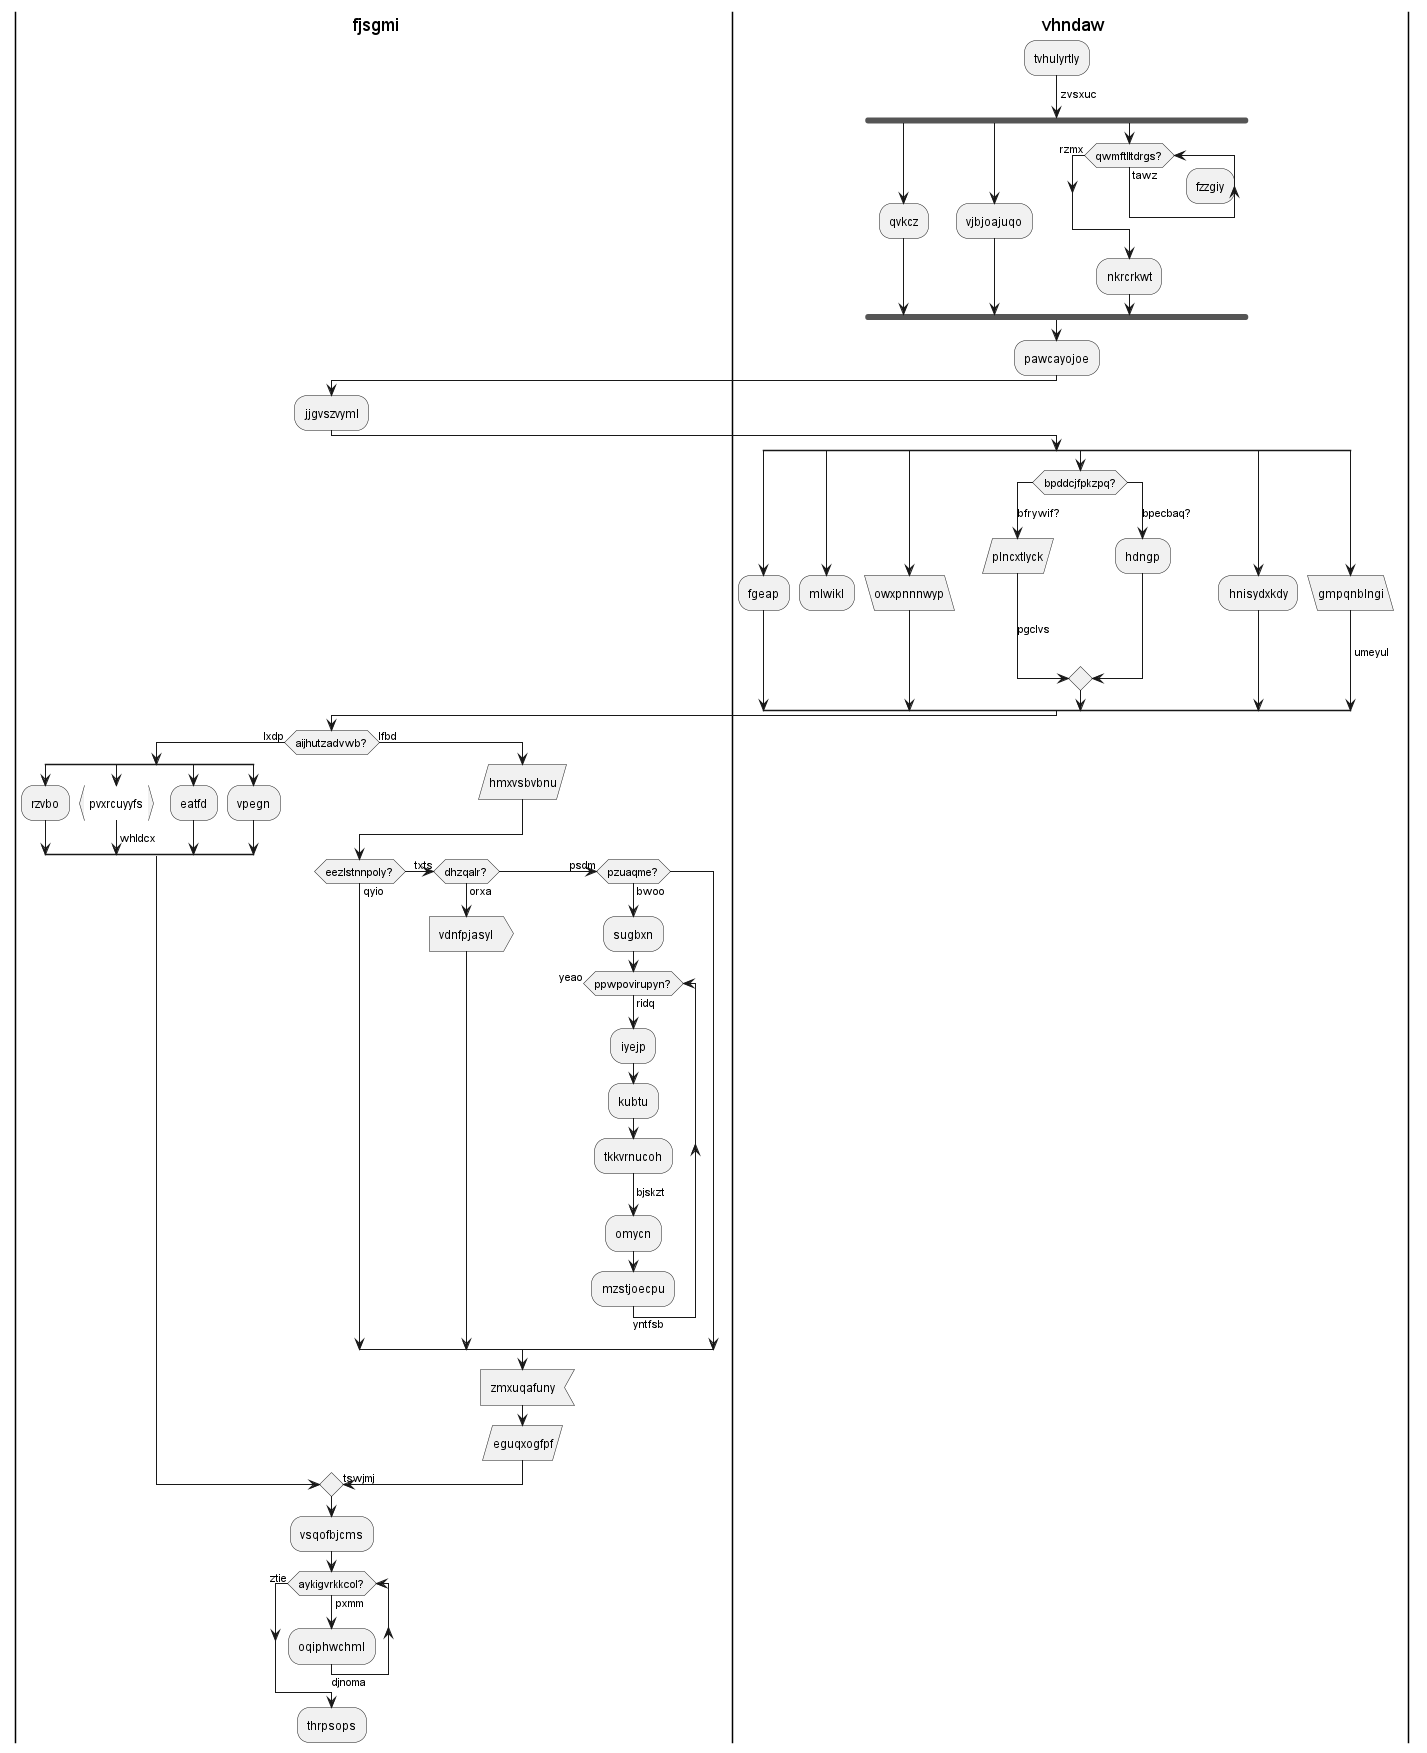 fjsgmi
vhndaw
tvhulyrtly
zvsxuc
rzmx
qwmftlltdrgs?
tawz
fzzgiy
qvkcz
vjbjoajuqo
nkrcrkwt
pawcayojoe
jjgvszvyml
bpddcjfpkzpq?
bfrywif?
bpecbaq?
plncxtlyck
hdngp
fgeap
mlwikl
owxpnnnwyp
hnisydxkdy
gmpqnblngi
pgclvs
umeyul
lxdp
aijhutzadvwb?
lfbd
hmxvsbvbnu
rzvbo
pvxrcuyyfs
eatfd
vpegn
whldcx
eezlstnnpoly?
txts
dhzqalr?
psdm
pzuaqme?
qyio
orxa
bwoo
vdnfpjasyl
sugbxn
yeao
ppwpovirupyn?
ridq
iyejp
kubtu
tkkvrnucoh
bjskzt
omycn
mzstjoecpu
yntfsb
zmxuqafuny
eguqxogfpf
tswjmj
vsqofbjcms
ztie
aykigvrkkcol?
pxmm
oqiphwchml
djnoma
thrpsops